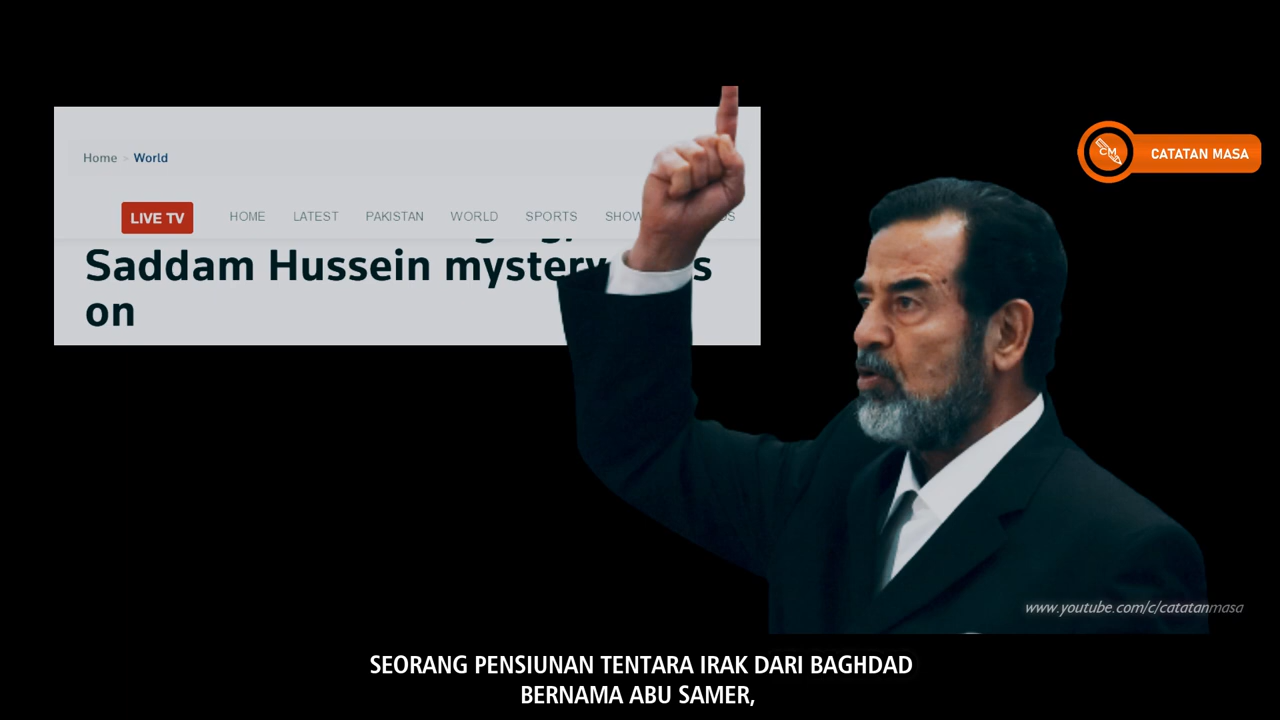 Home > World
LIVE TV HOME LATEST PAKISTAN WORLD SPORTS
Saddam Hussein mystery
on
CM
CATATAN MASA
www.youtube.com/c/catatanmasa
SEORANG PENSIUNAN TENTARA IRAK DARI BAGHDAD
BERNAMA ABU SAMER,